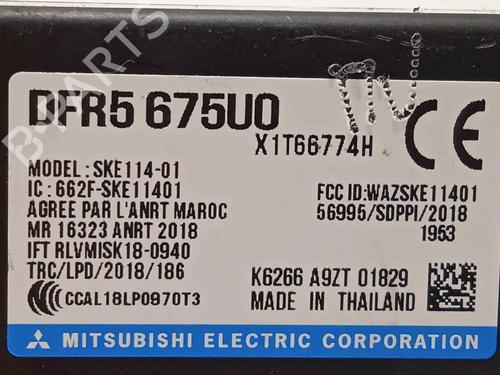 B-PARTS
DFR5 675U0
X1T66774H
CE
MODEL : SKE114-01
IC : 662F-SKE11401
FCC ID:WAZSKE11401
AGREE PAR L'ANRT MAROC
56995/SDPPI/2018
MR 16323 ANRT 2018
1953
IFT RLVMISK18-0940
TRC/LPD/2018/186
K6266 A9ZT 01829
CCAL18LP0970T3
MADE IN THAILAND
MITSUBISHI ELECTRIC CORPORATION